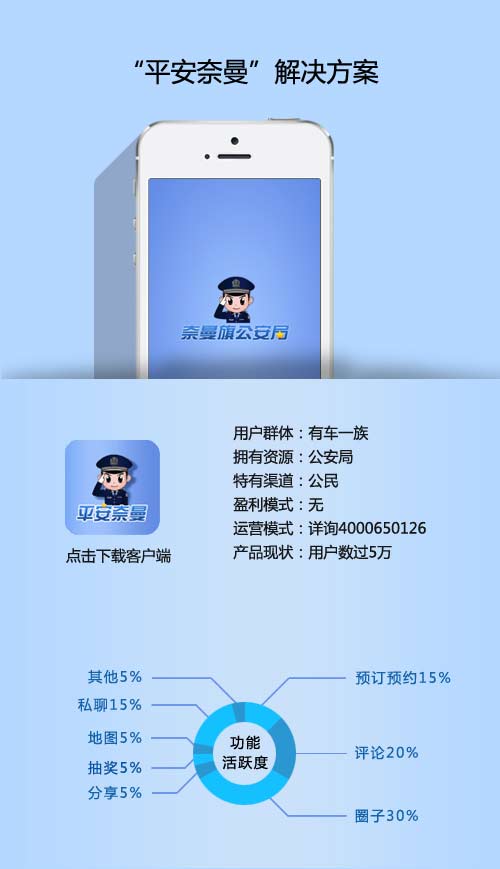 “平安奈曼”解决方案
奈曼旗公安局
用户群体：有车一族
拥有资源：公安局
特有渠道：公民
盈利模式：无
运营模式：详询4000650126
产品现状：用户数过5万
平安奈曼
点击下载客户端
其他5%
私聊15%
地图5%
抽奖5%
分享5%
功能
活跃度
预订预约15%
评论20%
圈子30%